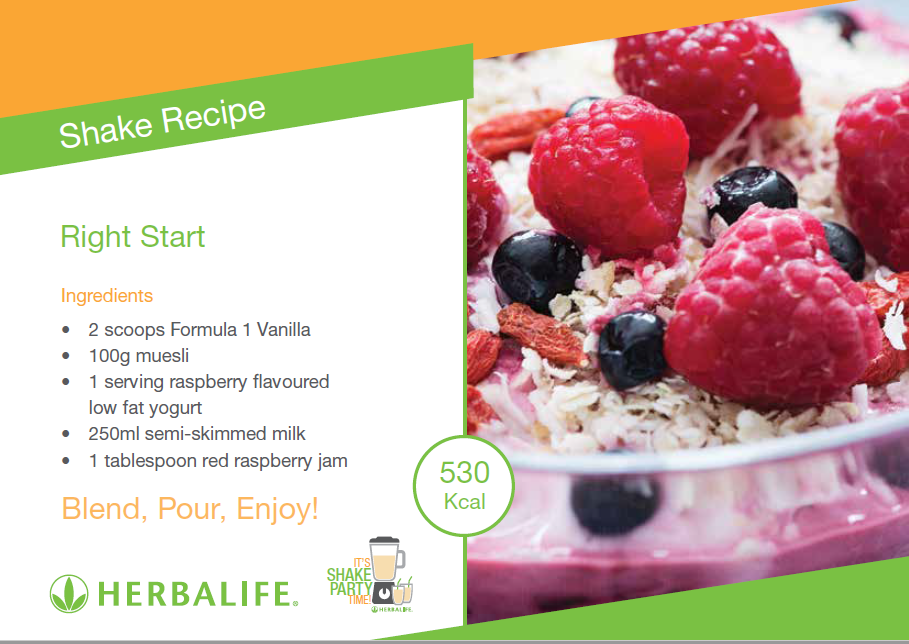 Shake Recipe
Right Start
Ingredients
• 2 scoops Formula 1 Vanilla
• 100g muesli
• 1 serving raspberry flavoured
low fat yogurt
• 250ml semi-skimmed milk
• 1 tablespoon red raspberry jam
530
Kcal
Blend, Pour, Enjoy!
HERBALIFE®
IT'S
SHAKE
PARTY
TIME!
HERBALIFE.